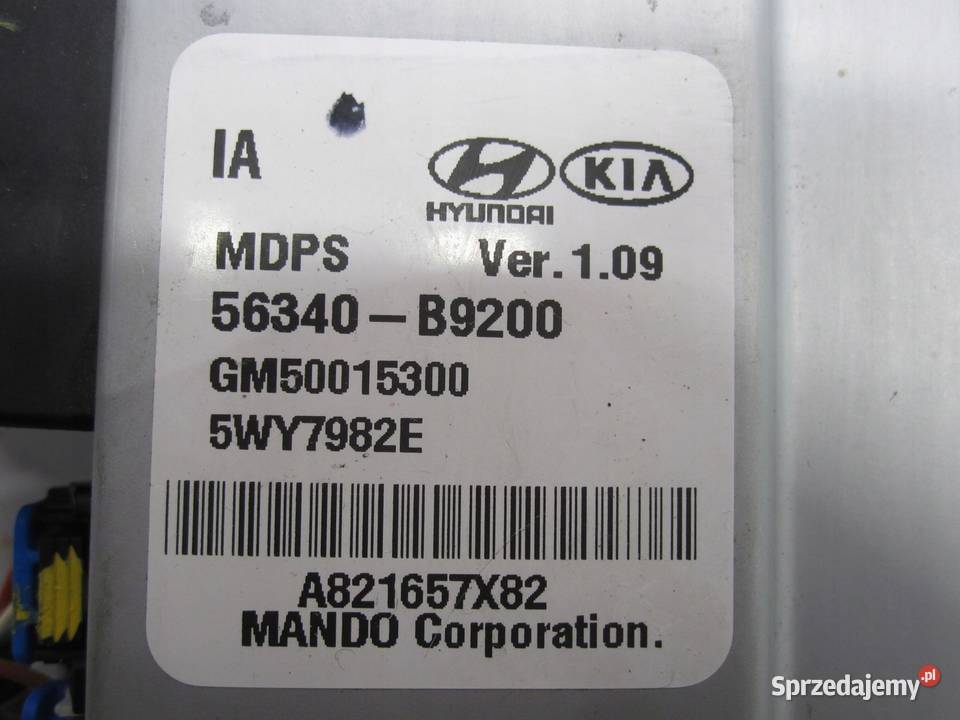 IA
HYUNDAI KIA
MDPS Ver. 1.09
56340-B9200
GM50015300
5WY7982E
A821657X82
MANDO Corporation.
Sprzedajemy.pl